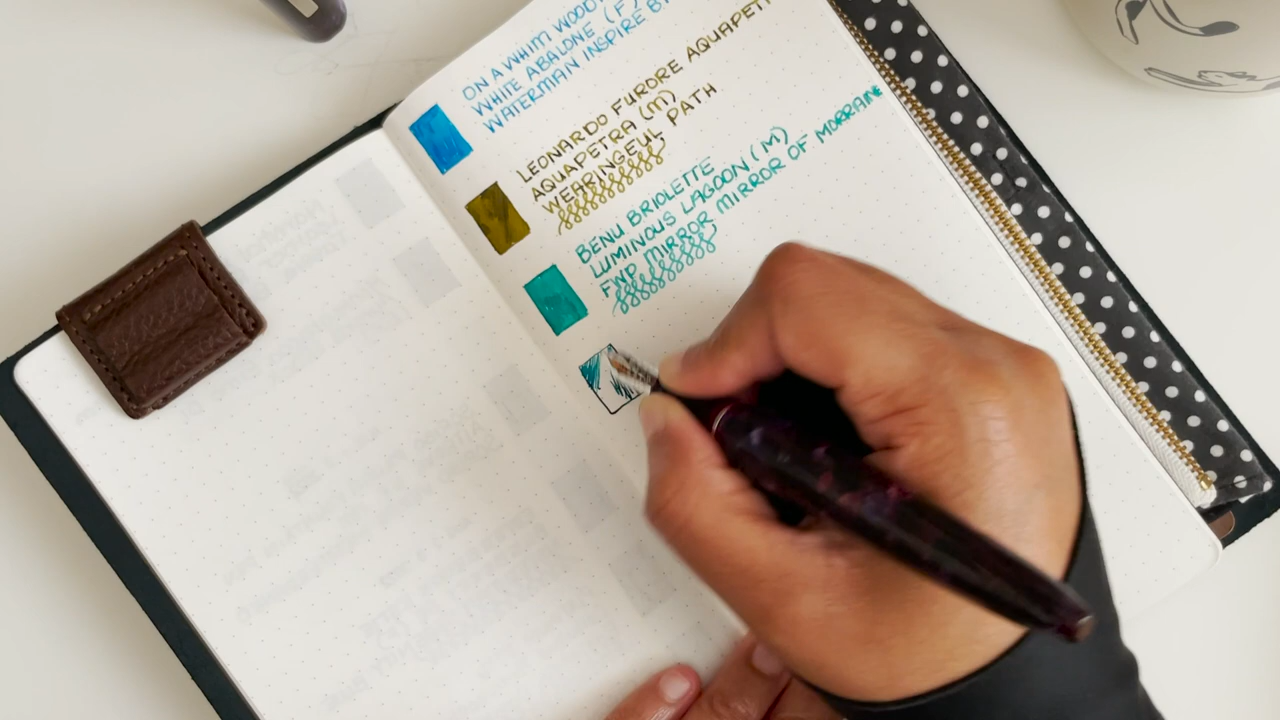 ON A WHIM WOOD
WHITE ABALONE (F)
WATERMAN INSPIRE B
LEONARDO FURORE AQUAPET
AQUAPETRA (M)
WEARINGEUL PATH
BENU BRIOLETTE
LUMINOUS LAGOON (M)
FWP MIRROR MIRROR OF MORRAINE